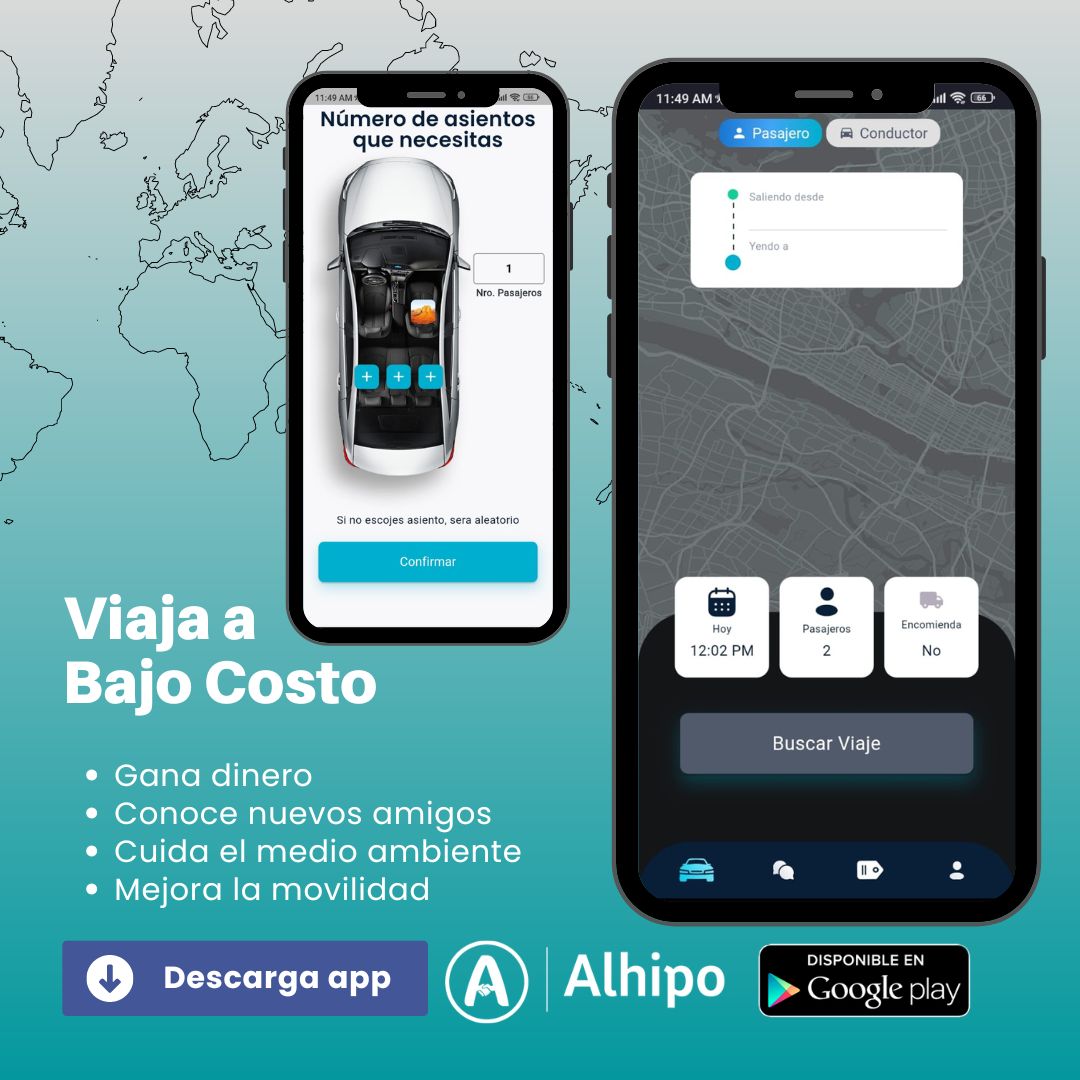 11:49 AM
66
Número de asientos
que necesitas
1
Nro. Pasajeros
Si no escojes asiento, sera aleatorio
Confirmar
11:49 AM
66
Pasajero
Conductor
Saliendo desde
Yendo a
Hoy
12:02 PM
Pasajeros
2
Encomienda
No
Buscar Viaje
Viaja a
Bajo Costo
• Gana dinero
• Conoce nuevos amigos
• Cuida el medio ambiente
• Mejora la movilidad
Descarga app
A
Alhipo
DISPONIBLE EN
Google play